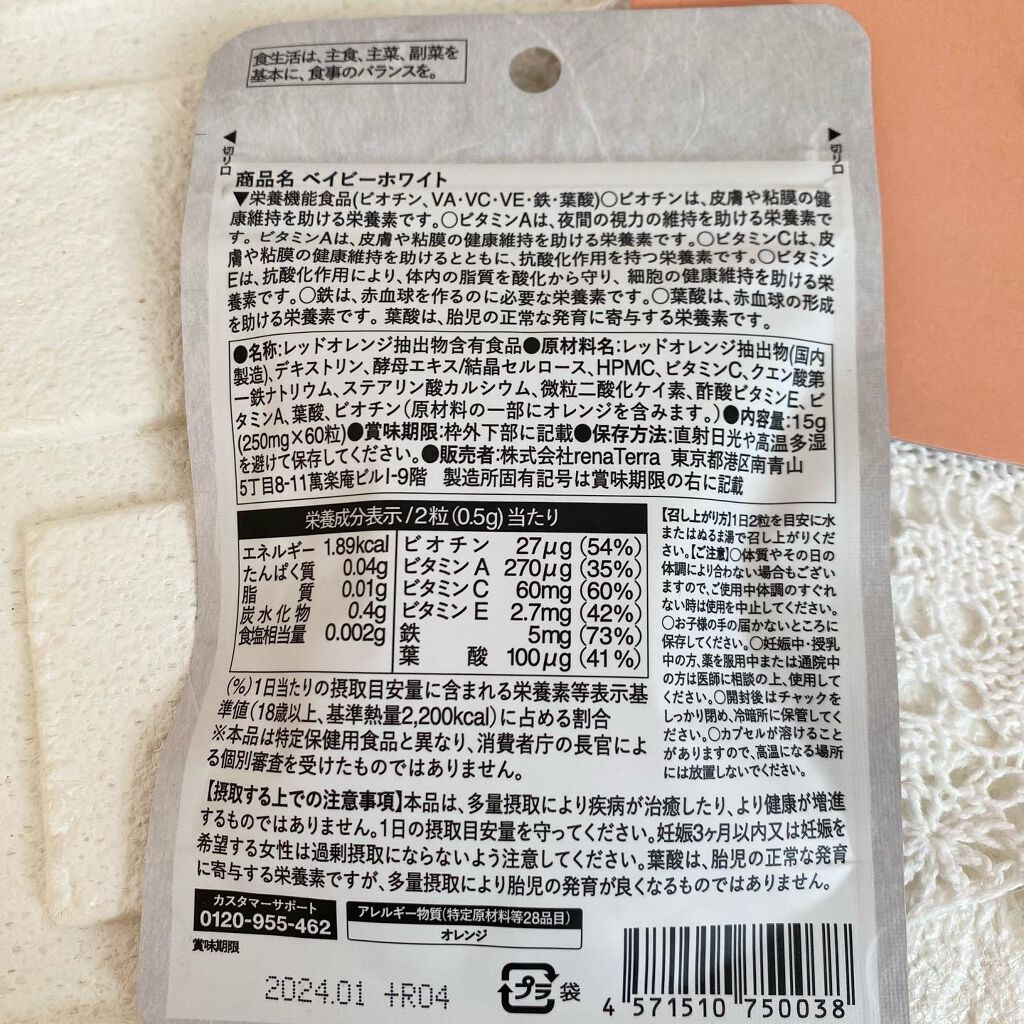 食生活は、主食、主菜、副菜を
基本に、食事のバランスを。
切り口
切り口
商品名 ベイビーホワイト
▼栄養機能食品(ビオチン、VA・VC・VE・鉄・葉酸)○ビオチンは、皮膚や粘膜の健
康維持を助ける栄養素です。○ビタミンAは、夜間の視力の維持を助ける栄養素で
す。ビタミンAは、皮膚や粘膜の健康維持を助ける栄養素です。○ビタミンCは、皮
膚や粘膜の健康維持を助けるとともに、抗酸化作用を持つ栄養素です。○ビタミン
Eは、抗酸化作用により、体内の脂質を酸化から守り、細胞の健康維持を助ける栄
養素です。○鉄は、赤血球を作るのに必要な栄養素です。○葉酸は、赤血球の形成
を助ける栄養素です。葉酸は、胎児の正常な発育に寄与する栄養素です。
●名称:レッドオレンジ抽出物含有食品●原材料名:レッドオレンジ抽出物(国内
製造)、デキストリン、酵母エキス/結晶セルロース、HPMC、ビタミンC、クエン酸第
一鉄ナトリウム、ステアリン酸カルシウム、微粒二酸化ケイ素、酢酸ビタミンE、ビ
タミンA、葉酸、ビオチン(原材料の一部にオレンジを含みます。)●内容量:15g
(250mg×60粒)●賞味期限:枠外下部に記載●保存方法:直射日光や高温多湿
を避けて保存してください。●販売者:株式会社renaTerra 東京都港区南青山
5丁目8-11萬楽庵ビルI-9階 製造所固有記号は賞味期限の右に記載
栄養成分表示/2粒(0.5g)当たり
エネルギー 1.89kcal
たんぱく質 0.04g
脂質 0.01g
炭水化物 0.4g
食塩相当量 0.002g
ビオチン 27μg (54%)
ビタミンA 270μg (35%)
ビタミンC 60mg (60%)
ビタミンE 2.7mg (42%)
鉄 5mg (73%)
葉酸 100μg (41%)
(%)1日当たりの摂取目安量に含まれる栄養素等表示基
準値(18歳以上、基準熱量2,200kcal)に占める割合
※本品は特定保健用食品と異なり、消費者庁の長官によ
る個別審査を受けたものではありません。
【召し上がり方】1日2粒を目安に水
またはぬるま湯で召し上がりくだ
さい。【ご注意】○体質やその日の
体調により合わない場合もござい
ますので、ご使用中体調のすぐれ
ない時は使用を中止してください。
○お子様の手の届かないところに
保存してください。○妊娠中・授乳
中の方、薬を服用中または通院中
の方は医師に相談の上、使用して
ください。○開封後はチャックを
しっかり閉め、冷暗所に保管してく
ださい。○カプセルが溶けること
がありますので、高温になる場所
には放置しないでください。
【摂取する上での注意事項】本品は、多量摂取により疾病が治癒したり、より健康が増進
するものではありません。1日の摂取目安量を守ってください。妊娠3ヶ月以内又は妊娠を
希望する女性は過剰摂取にならないよう注意してください。葉酸は、胎児の正常な発育
に寄与する栄養素ですが、多量摂取により胎児の発育が良くなるものではありません。
カスタマーサポート
0120-955-462
アレルギー物質(特定原材料等28品目)
オレンジ
賞味期限
2024.01 +R04
プラ 袋
4 571510 750038